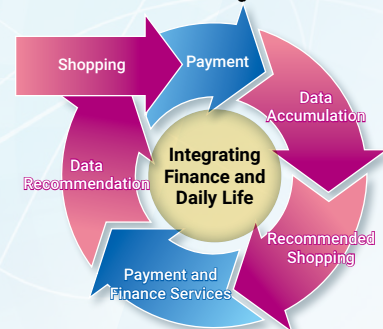 Shopping
Payment
Data
Accumulation
Recommended
Shopping
Payment and
Finance Services
Data
Recommendation
Integrating
Finance and
Daily Life